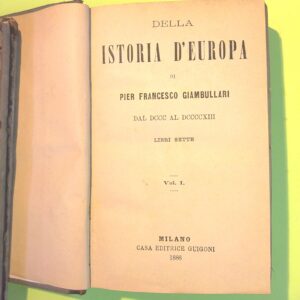 DELLA
ISTORIA D'EUROPA
DI
PIER FRANCESCO GIAMBULLARI
DAL DCCC AL DCCCCXIII
LIBRI SETTE
Vol. I.
MILANO
CASA EDITRICE GUIGONI
1886